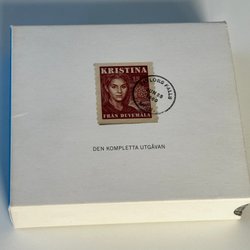 KRISTINA
FRÅN DUVEMÅLA
DEN KOMPLETTA UTGÅVAN